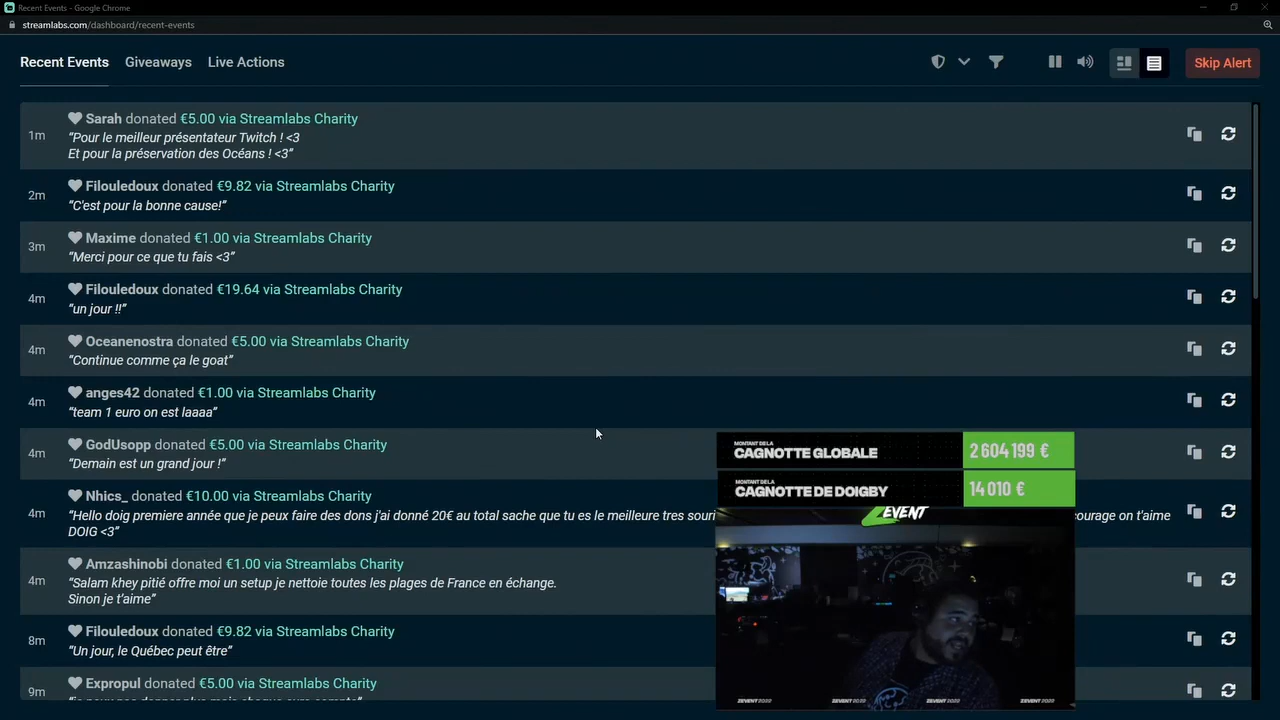 Recent Events - Google Chrome
streamlabs.com/dashboard/recent-events
Recent Events Giveaways Live Actions Skip Alert
1m Sarah donated €5.00 via Streamlabs Charity
"Pour le meilleur présentateur Twitch ! <3
Et pour la préservation des Océans ! <3"
2m Filouledoux donated €9.82 via Streamlabs Charity
"C'est pour la bonne cause!"
3m Maxime donated €1.00 via Streamlabs Charity
"Merci pour ce que tu fais <3"
4m Filouledoux donated €19.64 via Streamlabs Charity
"un jour !!"
4m Oceanenostra donated €5.00 via Streamlabs Charity
"Continue comme ça le goat"
4m anges42 donated €1.00 via Streamlabs Charity
"team 1 euro on est laaaa"
4m GodUsopp donated €5.00 via Streamlabs Charity
"Demain est un grand jour !"
4m Nhics_ donated €10.00 via Streamlabs Charity
"Hello doig premiere année que je peux faire des dons j'ai donné 20€ au total sache que tu es le meilleure tres souri courage on t'aime
DOIG <3"
4m Amzashinobi donated €1.00 via Streamlabs Charity
"Salam khey pitié offre moi un setup je nettoie toutes les plages de France en échange.
Sinon je t'aime"
8m Filouledoux donated €9.82 via Streamlabs Charity
"Un jour, le Québec peut être"
9m Expropul donated €5.00 via Streamlabs Charity
MONTANT DE LA
CAGNOTTE GLOBALE 2 604 199 €
MONTANT DE LA
CAGNOTTE DE DOIGBY 14 010 €
ZEVENT
ZEVENT 2022 ZEVENT 2022 ZEVENT 2022 ZEVENT 2022